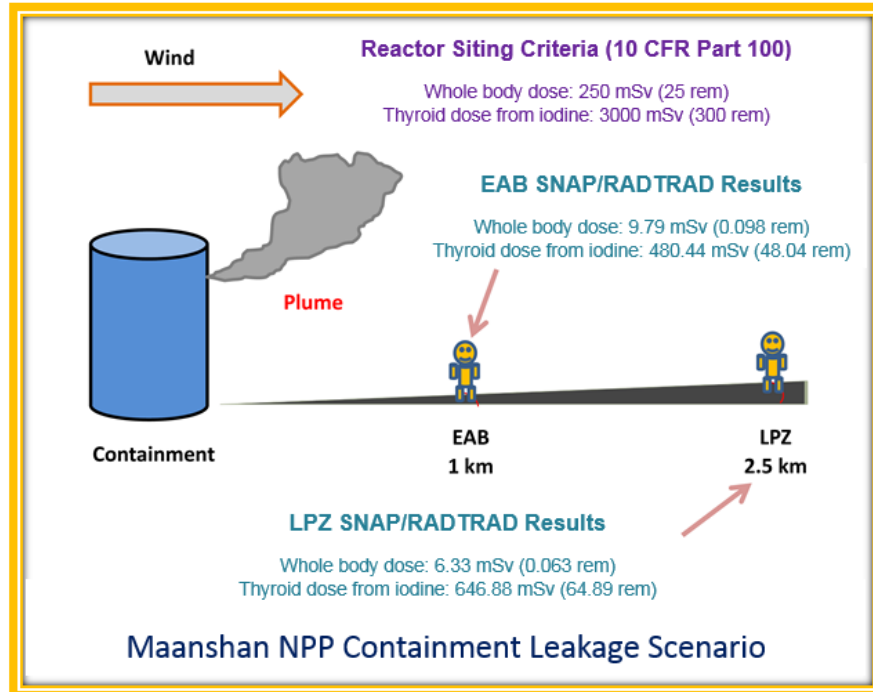 Reactor Siting Criteria (10 CFR Part 100)
Wind
Whole body dose: 250 mSv (25 rem)
Thyroid dose from iodine: 3000 mSv (300 rem)
EAB SNAP/RADTRAD Results
Whole body dose: 9.79 mSv (0.098 rem)
Thyroid dose from iodine: 480.44 mSv (48.04 rem)
Plume
Containment
EAB
1 km
LPZ
2.5 km
LPZ SNAP/RADTRAD Results
Whole body dose: 6.33 mSv (0.063 rem)
Thyroid dose from iodine: 646.88 mSv (64.89 rem)
Maanshan NPP Containment Leakage Scenario